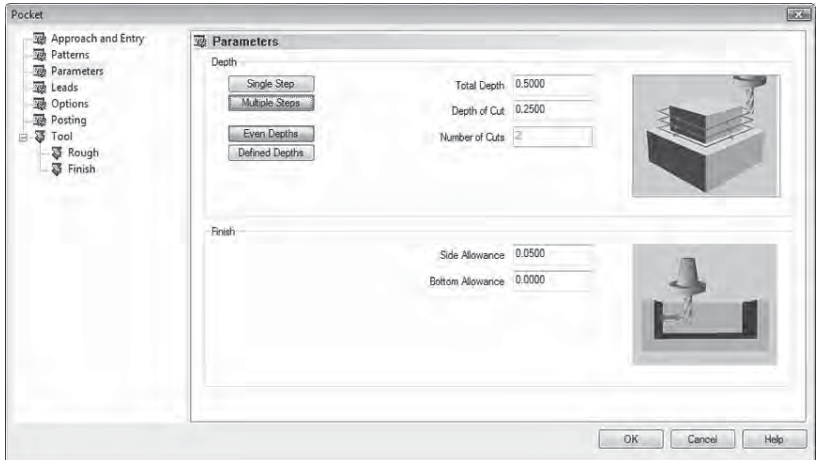 Pocket
Approach and Entry
Patterns
Parameters
Leads
Options
Posting
Tool
Rough
Finish
Parameters
Depth
Single Step
Multiple Steps
Even Depths
Defined Depths
Total Depth 0.5000
Depth of Cut 0.2500
Number of Cuts 2
Finish
Side Allowance 0.0500
Bottom Allowance 0.0000
OK Cancel Help